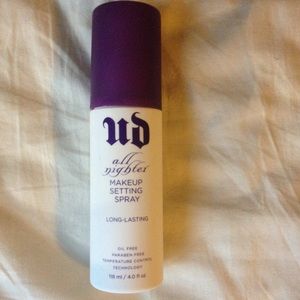 UD
all
nighter
MAKEUP
SETTING
SPRAY
LONG-LASTING
OIL FREE
PARABEN FREE
TEMPERATURE CONTROL
TECHNOLOGY
118 ml / 4.0 fl oz